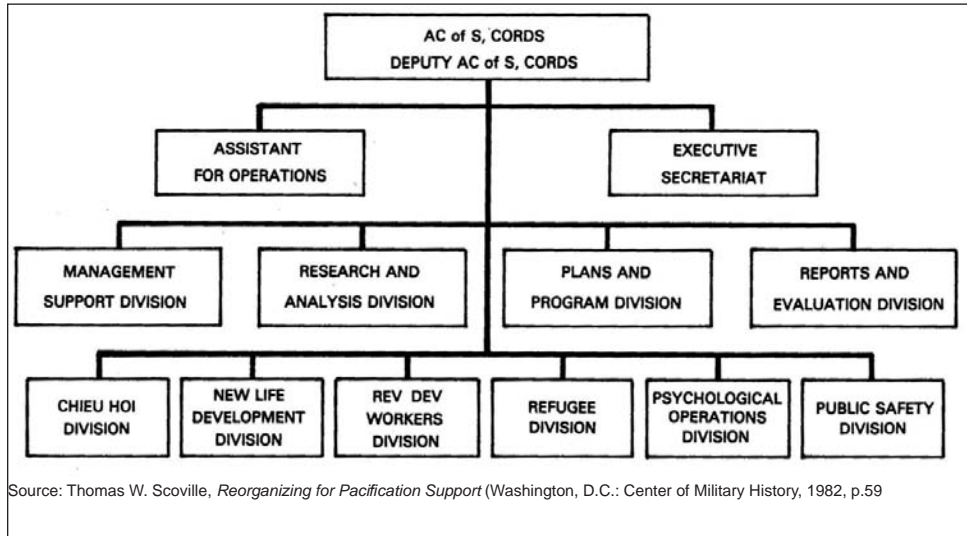 AC of S, CORDS
DEPUTY AC of S, CORDS
ASSISTANT
FOR OPERATIONS
EXECUTIVE
SECRETARIAT
MANAGEMENT
SUPPORT DIVISION
RESEARCH AND
ANALYSIS DIVISION
PLANS AND
PROGRAM DIVISION
REPORTS AND
EVALUATION DIVISION
CHIEU HOI
DIVISION
NEW LIFE
DEVELOPMENT
DIVISION
REV DEV
WORKERS
DIVISION
REFUGEE
DIVISION
PSYCHOLOGICAL
OPERATIONS
DIVISION
PUBLIC SAFETY
DIVISION
Source: Thomas W. Scoville, Reorganizing for Pacification Support (Washington, D.C.: Center of Military History, 1982, p.59